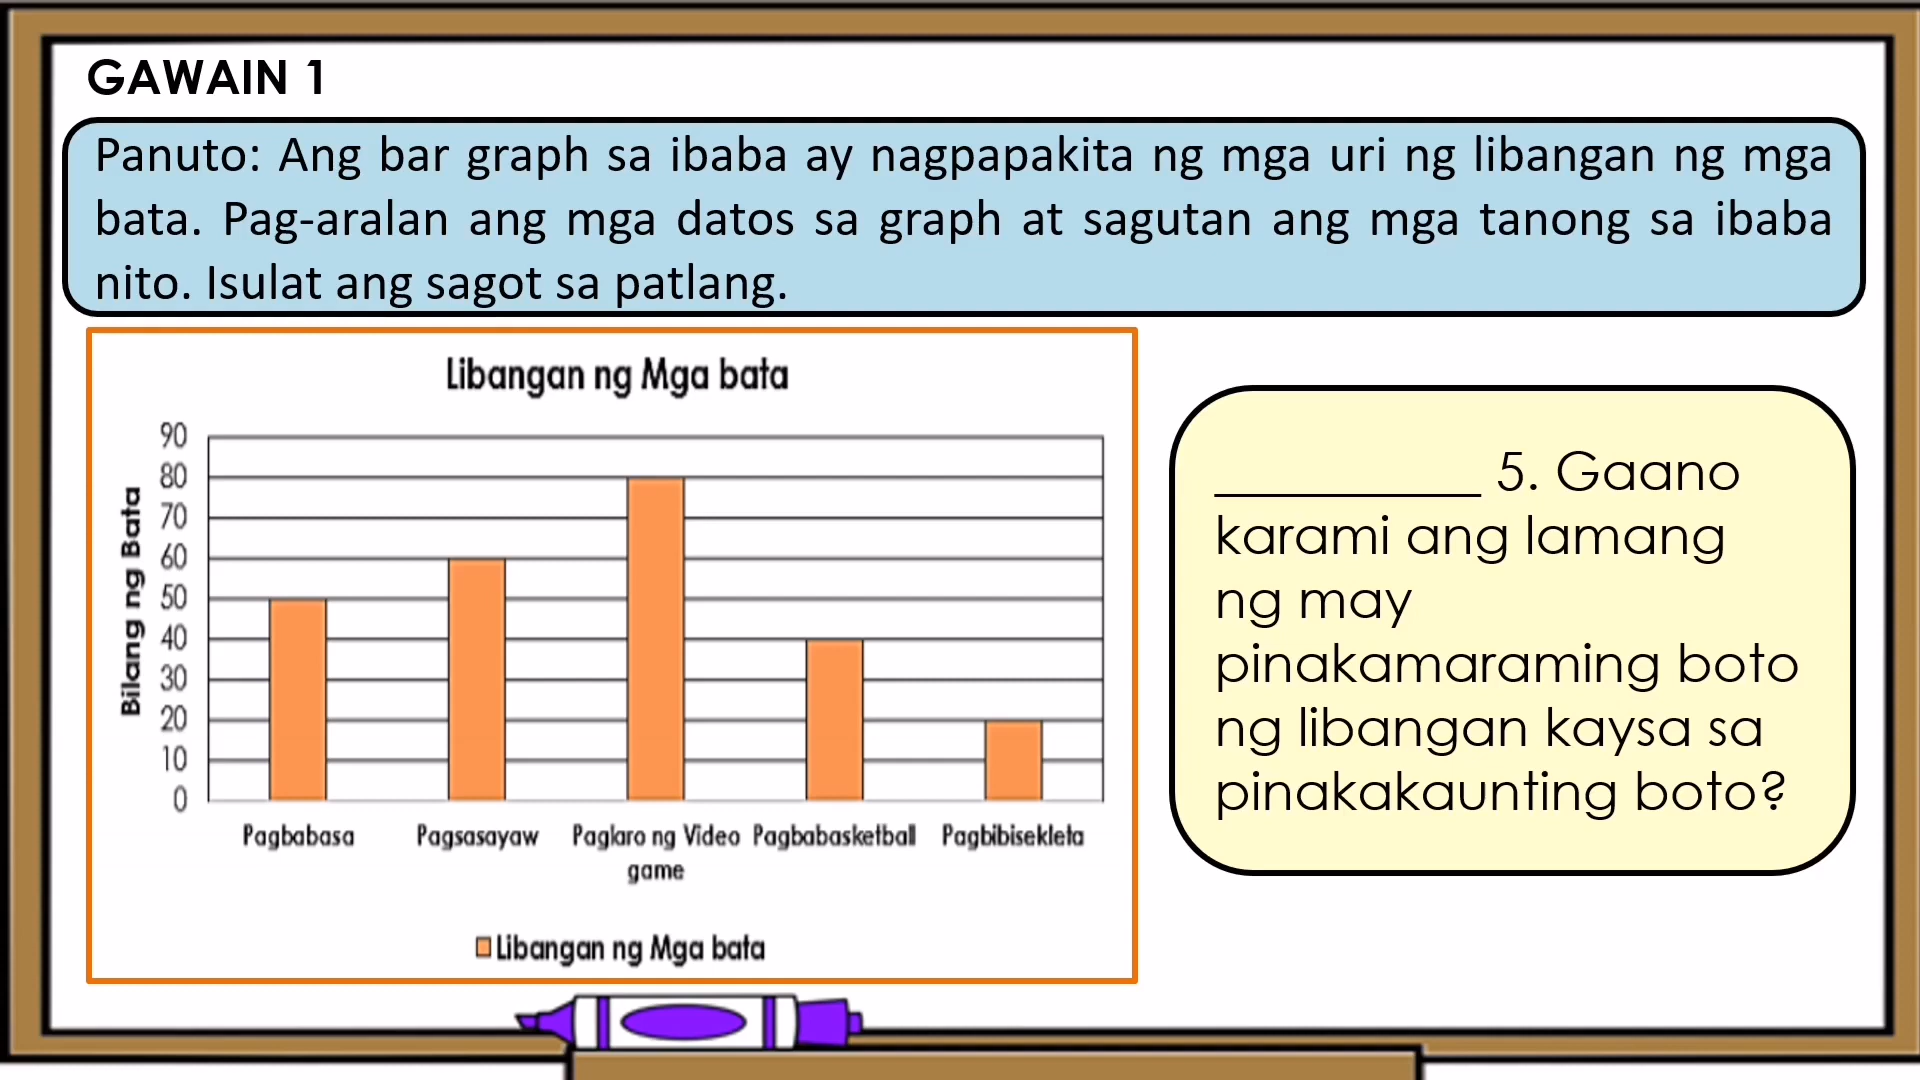 GAWAIN 1
Panuto: Ang bar graph sa ibaba ay nagpapakita ng mga uri ng libangan ng mga
bata. Pag-aralan ang mga datos sa graph at sagutan ang mga tanong sa ibaba
nito. Isulat ang sagot sa patlang.
Libangan ng Mga bata
Bilang ng Bata
90
80
70
60
50
40
30
20
10
0
Pagbabasa Pagsasayaw Paglaro ng Video Pagbabasketball Pagbibisekleta
game
Libangan ng Mga bata
__________ 5. Gaano
karami ang lamang
ng may
pinakamaraming boto
ng libangan kaysa sa
pinakakaunting boto?